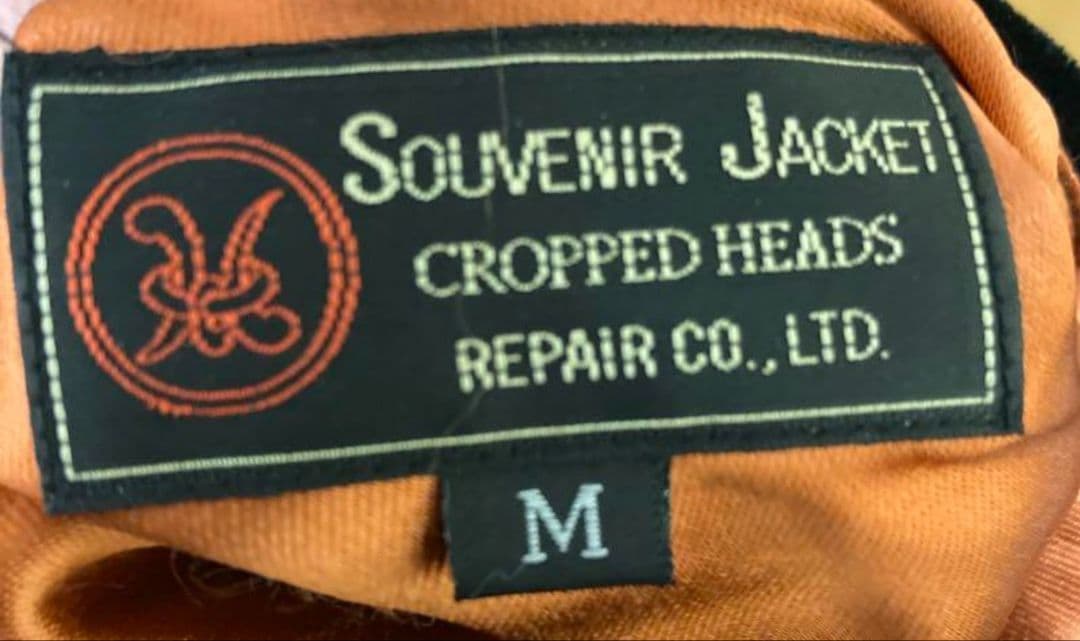 SOUVENIR JACKET
CROPPED HEADS
REPAIR CO., LTD.
M